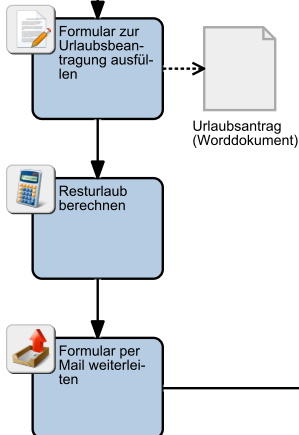 Formular zur
Urlaubsbean-
tragung ausfül-
len
Urlaubsantrag
(Worddokument)
Resturlaub
berechnen
Formular per
Mail weiterlei-
ten